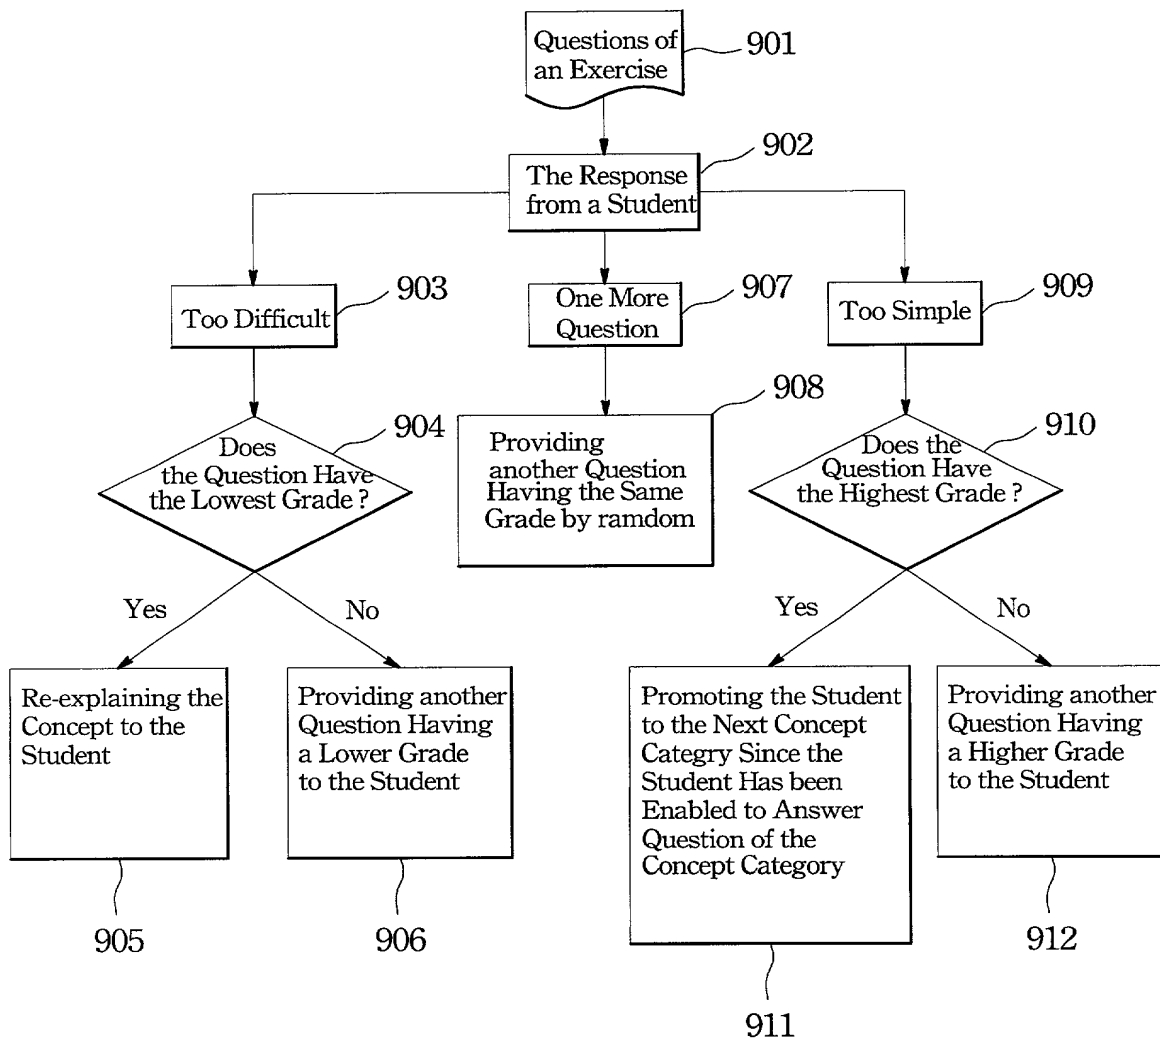 Questions of
an Exercise
901
The Response
from a Student
902
Too Difficult
903
One More
Question
907
Too Simple
909
Does
the Question Have
the Lowest Grade ?
904
Providing
another Question
Having the Same
Grade by ramdom
908
Does the
Question Have
the Highest Grade ?
910
Yes
No
Yes
No
Re-explaining the
Concept to the
Student
905
Providing another
Question Having
a Lower Grade
to the Student
906
Promoting the Student
to the Next Concept
Categry Since the
Student Has been
Enabled to Answer
Question of the
Concept Category
911
Providing another
Question Having
a Higher Grade
to the Student
912